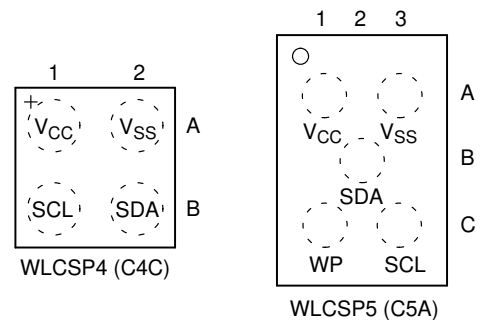 1 2
+
VCC VSS A
SCL SDA B
WLCSP4 (C4C)
1 2 3
A
VCC VSS
B
SDA
C
WP SCL
WLCSP5 (C5A)